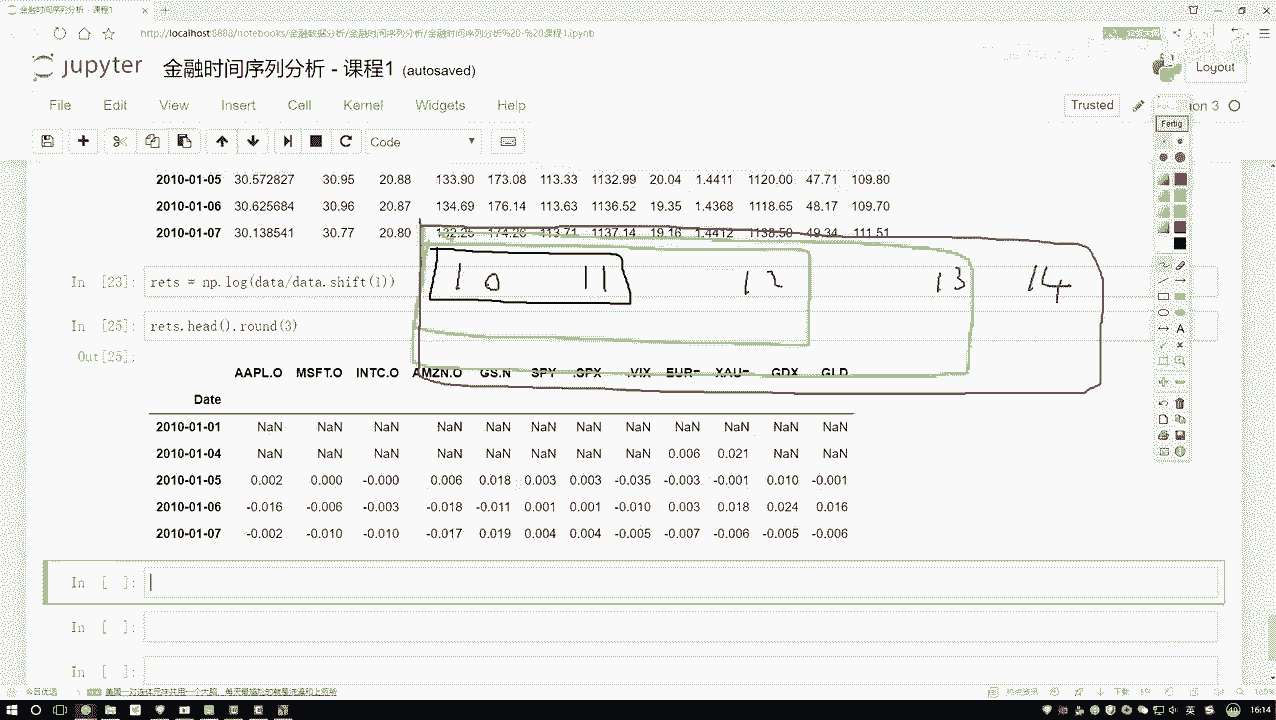 金融时间序列分析 - 课程1
http://localhost:8888/notebooks/金融数据分析/金融时间序列分析/金融时间序列分析%20-%20课程1.ipynb
jupyter 金融时间序列分析 - 课程1 (autosaved)
Logout
File Edit View Insert Cell Kernel Widgets Help
Trusted
Fertig
Code
2010-01-05 30.572827 30.95 20.88 133.90 173.08 113.33 1132.99 20.04 1.4411 1120.00 47.71 109.80
2010-01-06 30.625684 30.96 20.87 134.69 176.14 113.63 1136.52 19.35 1.4368 1118.65 48.17 109.70
2010-01-07 30.138541 30.77 20.80 1137.14 19.16 1.4412 111.51
In [23]: rets = np.log(data/data.shift(1))
10 11 12 13 14
In [25]: rets.head().round(3)
Out[25]:
AAPL.O MSFT.O INTC.O AMZN.O GS.N SPY .SPX .VIX EUR= XAU= GDX GLD
Date
2010-01-01 NaN NaN NaN NaN NaN NaN NaN NaN NaN NaN NaN NaN
2010-01-04 NaN NaN NaN NaN NaN NaN NaN NaN 0.006 0.021 NaN NaN
2010-01-05 0.002 0.000 -0.000 0.006 0.018 0.003 0.003 -0.035 -0.003 -0.001 0.010 -0.001
2010-01-06 -0.016 -0.006 -0.003 -0.018 -0.011 0.001 0.001 -0.010 0.003 0.018 0.024 0.016
2010-01-07 -0.002 -0.010 -0.010 -0.017 0.019 0.004 0.004 -0.005 -0.007 -0.006 -0.005 -0.006
In [ ]:
In [ ]:
In [ ]:
今日优选
热点资讯 下载
16:14